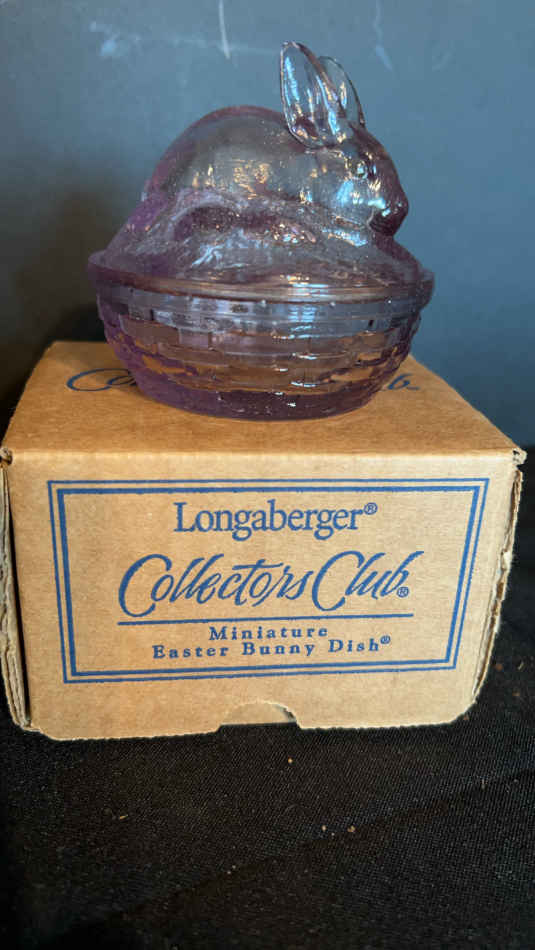 Longaberger®
Collectors Club®
Miniature
Easter Bunny Dish®